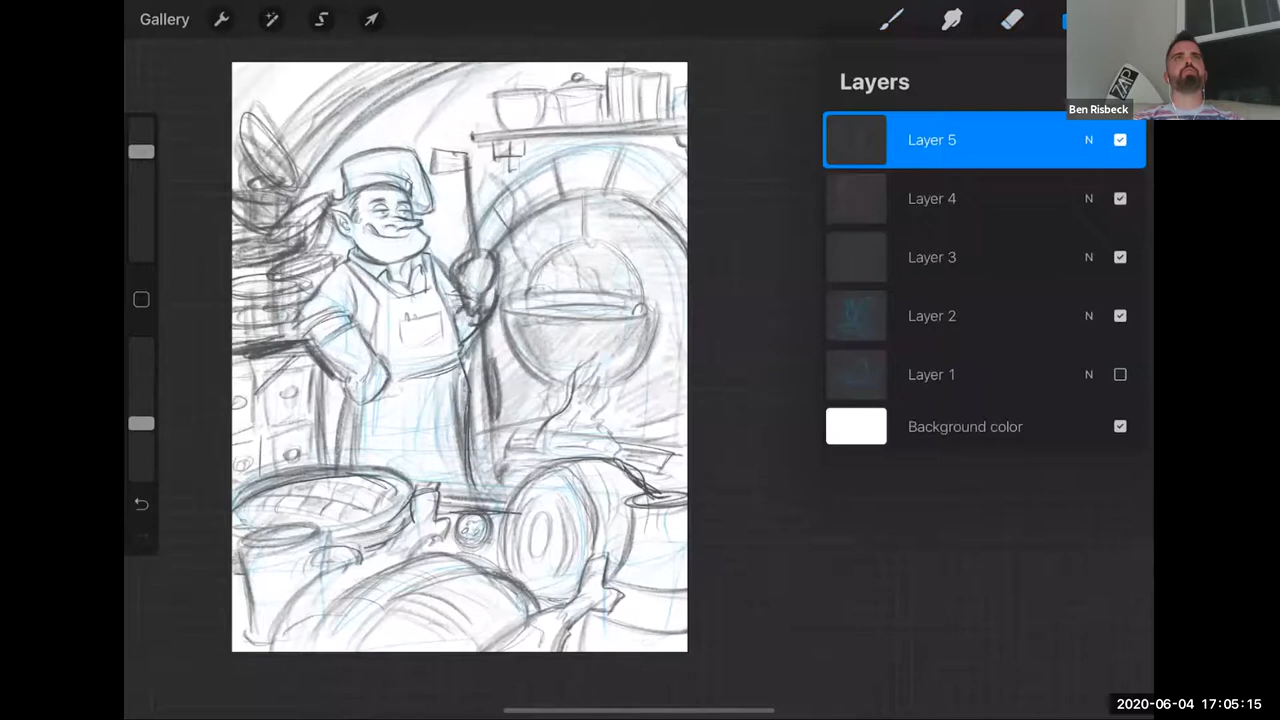 Gallery
Layers
Ben Risbeck
ZAP
Layer 5 N
Layer 4 N
Layer 3 N
Layer 2 N
Layer 1 N
Background color
2020-06-04 17:05:15